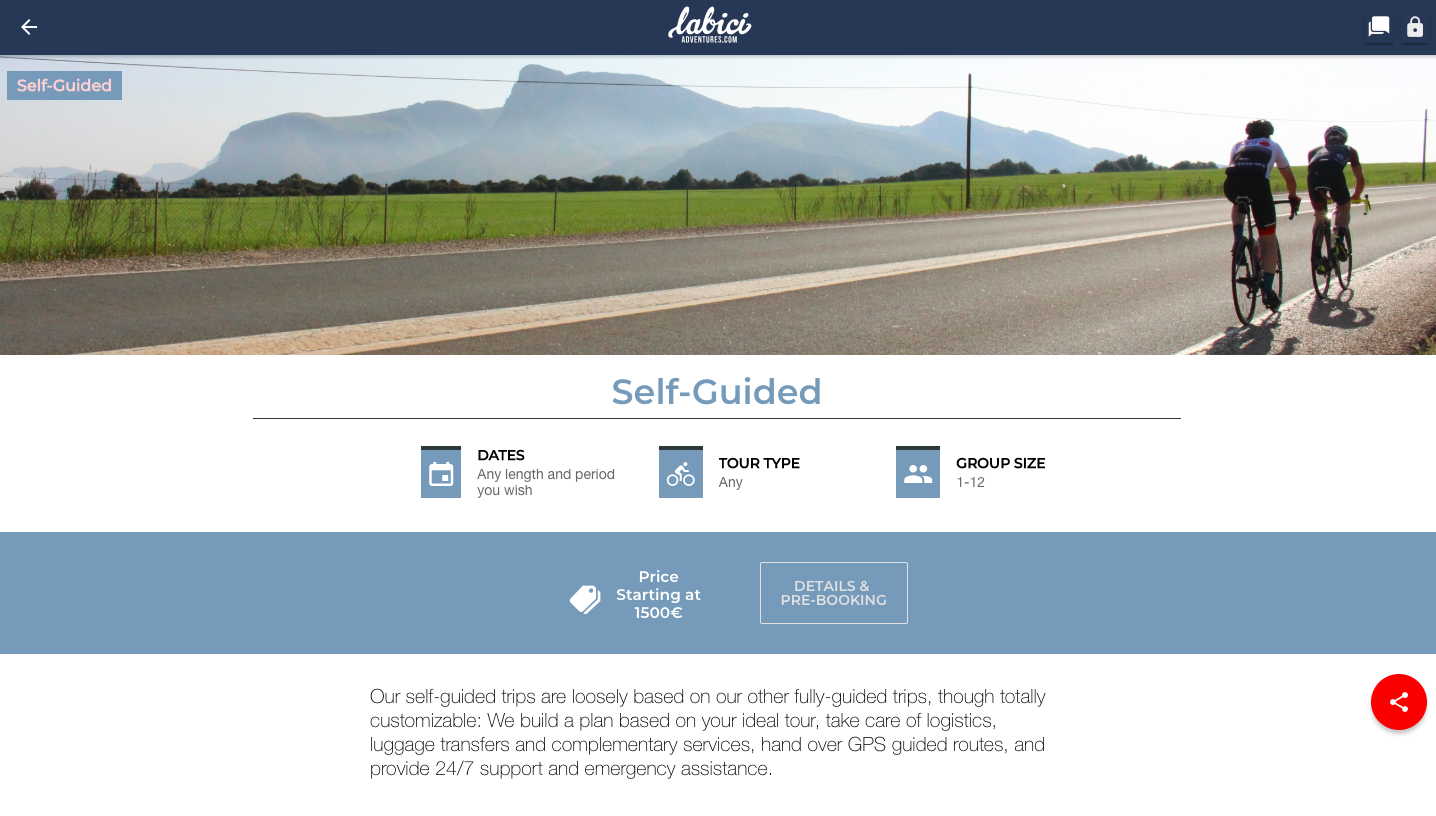 labici
ADVENTURES.COM
Self-Guided
Self-Guided
DATES
Any length and period
you wish
TOUR TYPE
Any
GROUP SIZE
1-12
Price
Starting at
1500€
DETAILS &
PRE-BOOKING
Our self-guided trips are loosely based on our other fully-guided trips, though totally
customizable: We build a plan based on your ideal tour, take care of logistics,
luggage transfers and complementary services, hand over GPS guided routes, and
provide 24/7 support and emergency assistance.